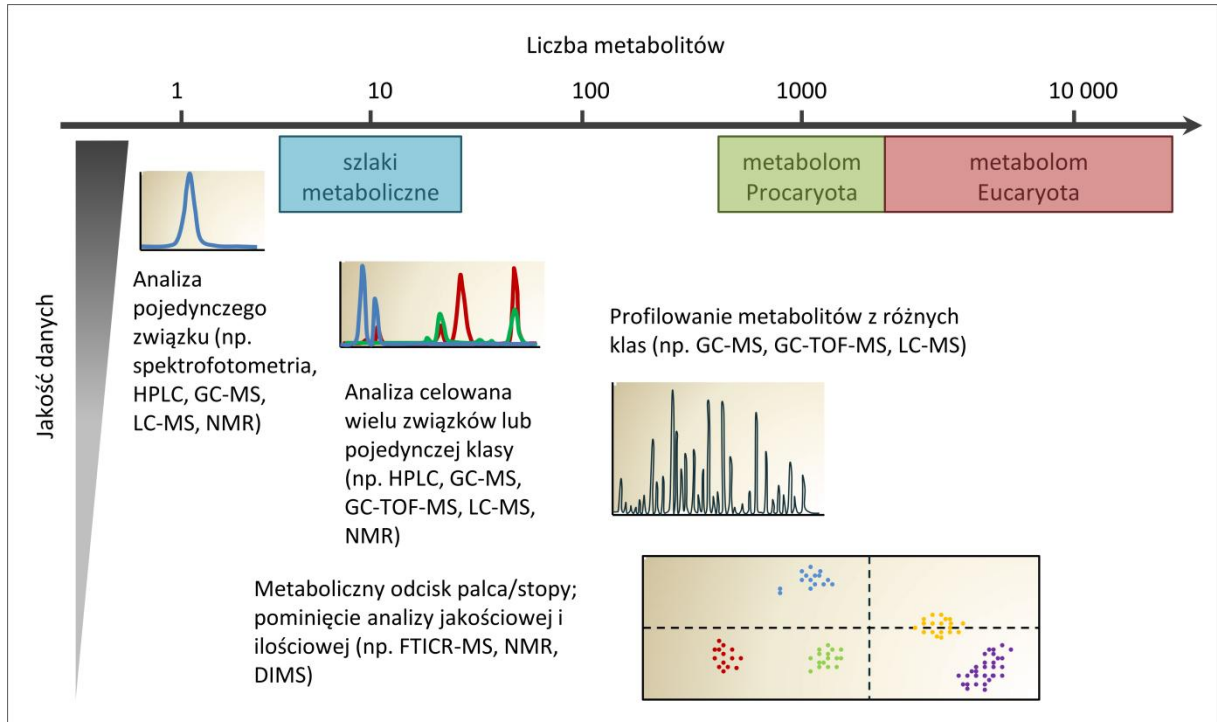 Liczba metabolitów
1 10 100 1000 10 000
szlaki
metaboliczne
metabolom
Procaryota
metabolom
Eucaryota
Jakość danych
Analiza
pojedynczego
związku (np.
spektrofotometria,
HPLC, GC-MS,
LC-MS, NMR)
Analiza celowana
wielu związków lub
pojedynczej klasy
(np. HPLC, GC-MS,
GC-TOF-MS, LC-MS,
NMR)
Profilowanie metabolitów z różnych
klas (np. GC-MS, GC-TOF-MS, LC-MS)
Metaboliczny odcisk palca/stopy;
pominięcie analizy jakościowej i
ilościowej (np. FTICR-MS, NMR,
DIMS)